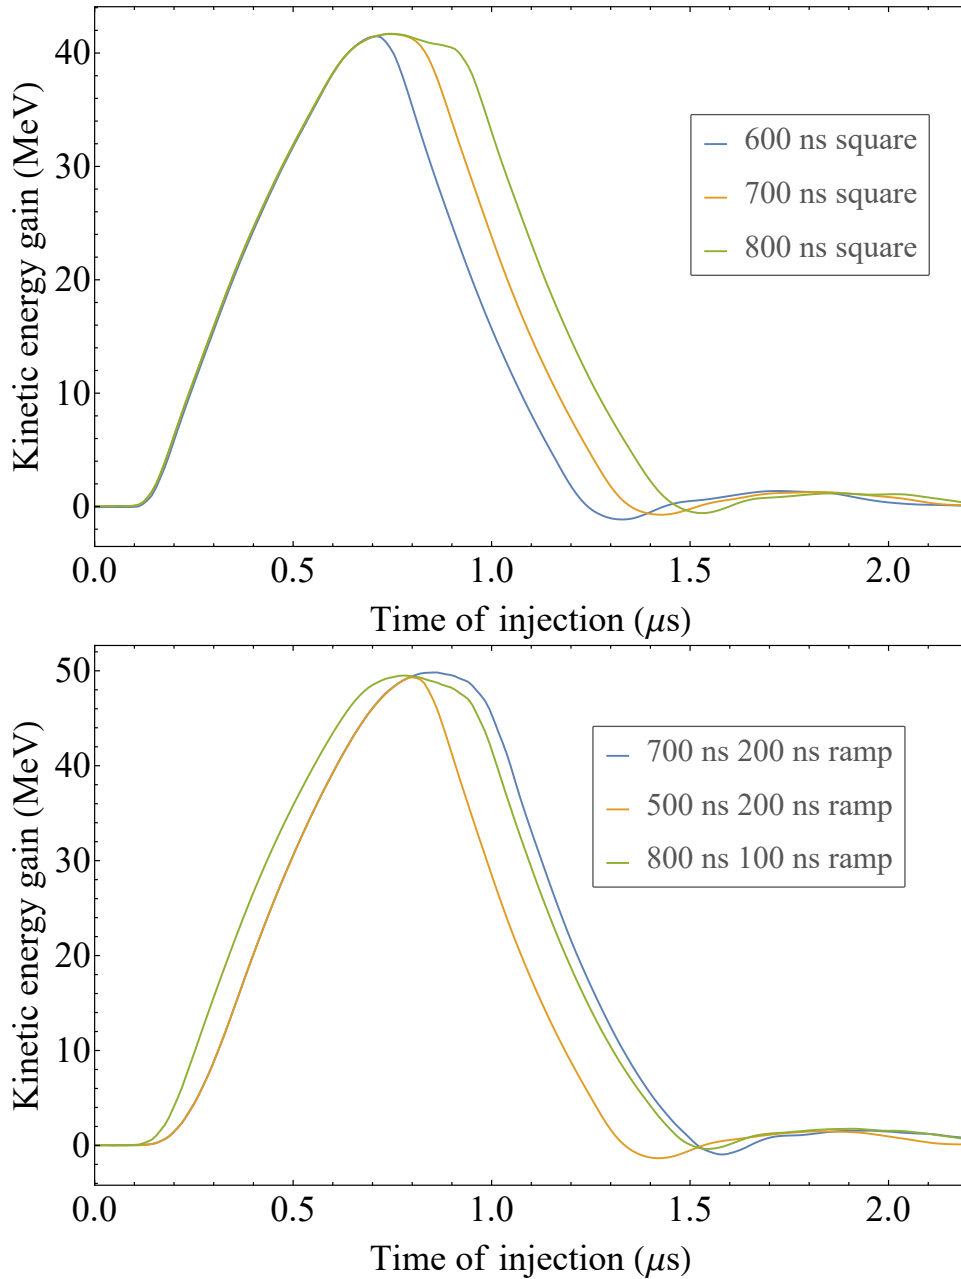 Kinetic energy gain (MeV)
40
30
20
10
0
600 ns square
700 ns square
800 ns square
0.0 0.5 1.0 1.5 2.0
Time of injection (μs)
Kinetic energy gain (MeV)
50
40
30
20
10
0
700 ns 200 ns ramp
500 ns 200 ns ramp
800 ns 100 ns ramp
0.0 0.5 1.0 1.5 2.0
Time of injection (μs)